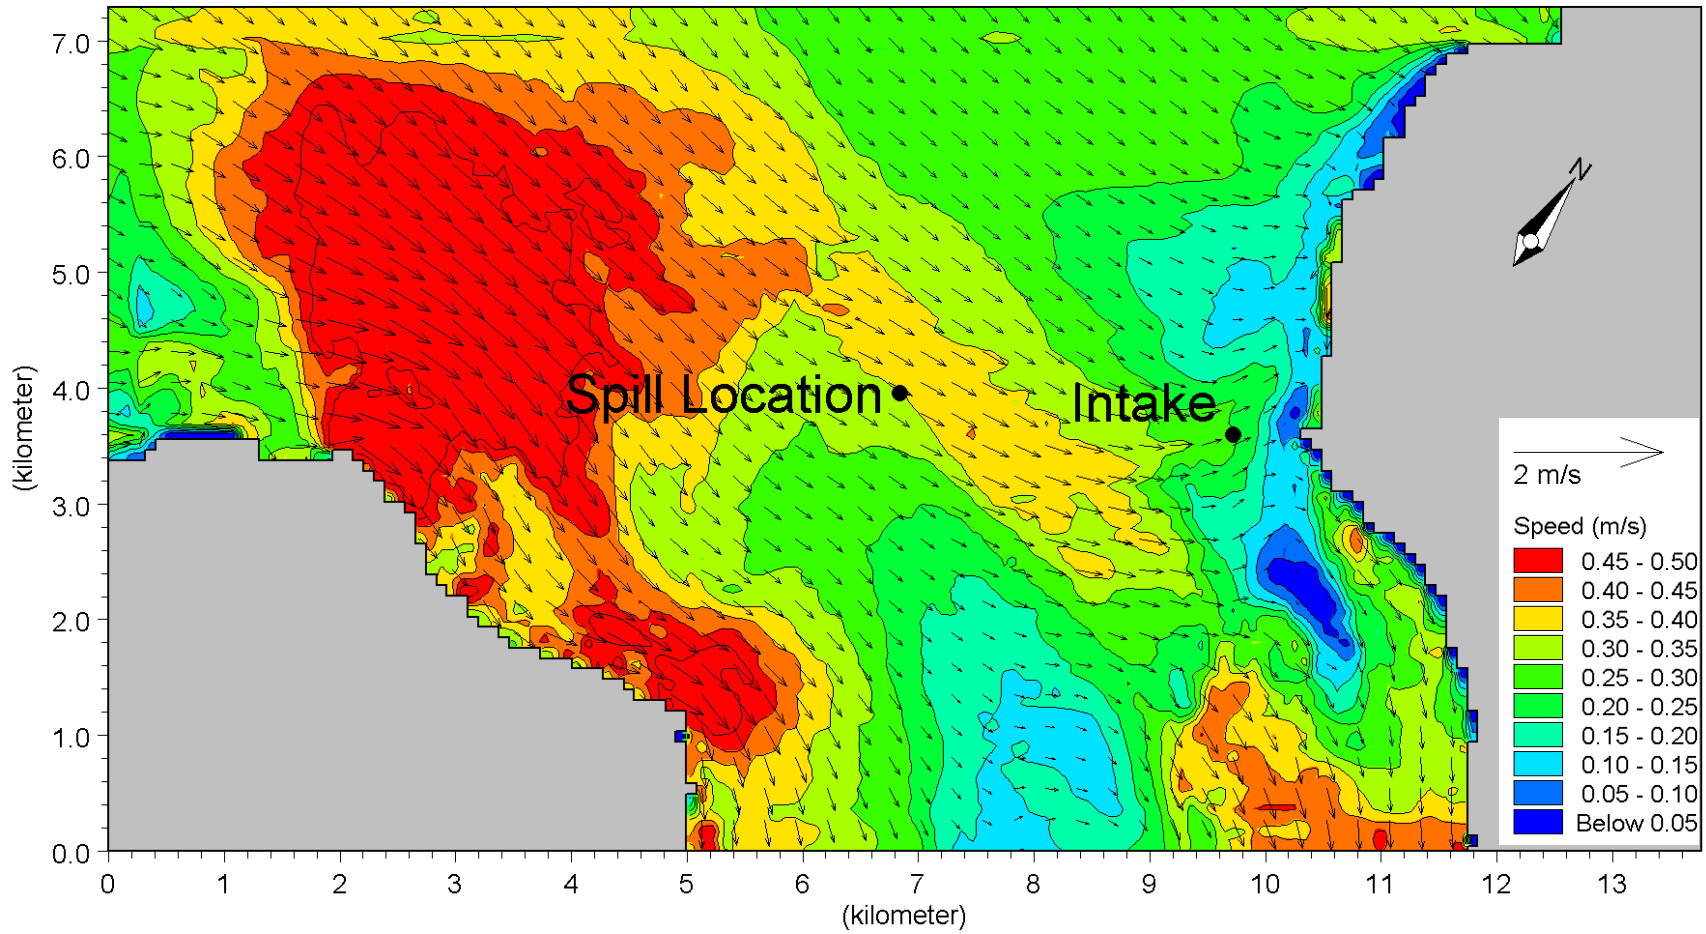 7.0
6.0
5.0
4.0
3.0
2.0
1.0
0.0
(kilometer)
0 1 2 3 4 5 6 7 8 9 10 11 12 13
(kilometer)
Spill Location
Intake
N
2 m/s
Speed (m/s)
0.45 - 0.50
0.40 - 0.45
0.35 - 0.40
0.30 - 0.35
0.25 - 0.30
0.20 - 0.25
0.15 - 0.20
0.10 - 0.15
0.05 - 0.10
Below 0.05